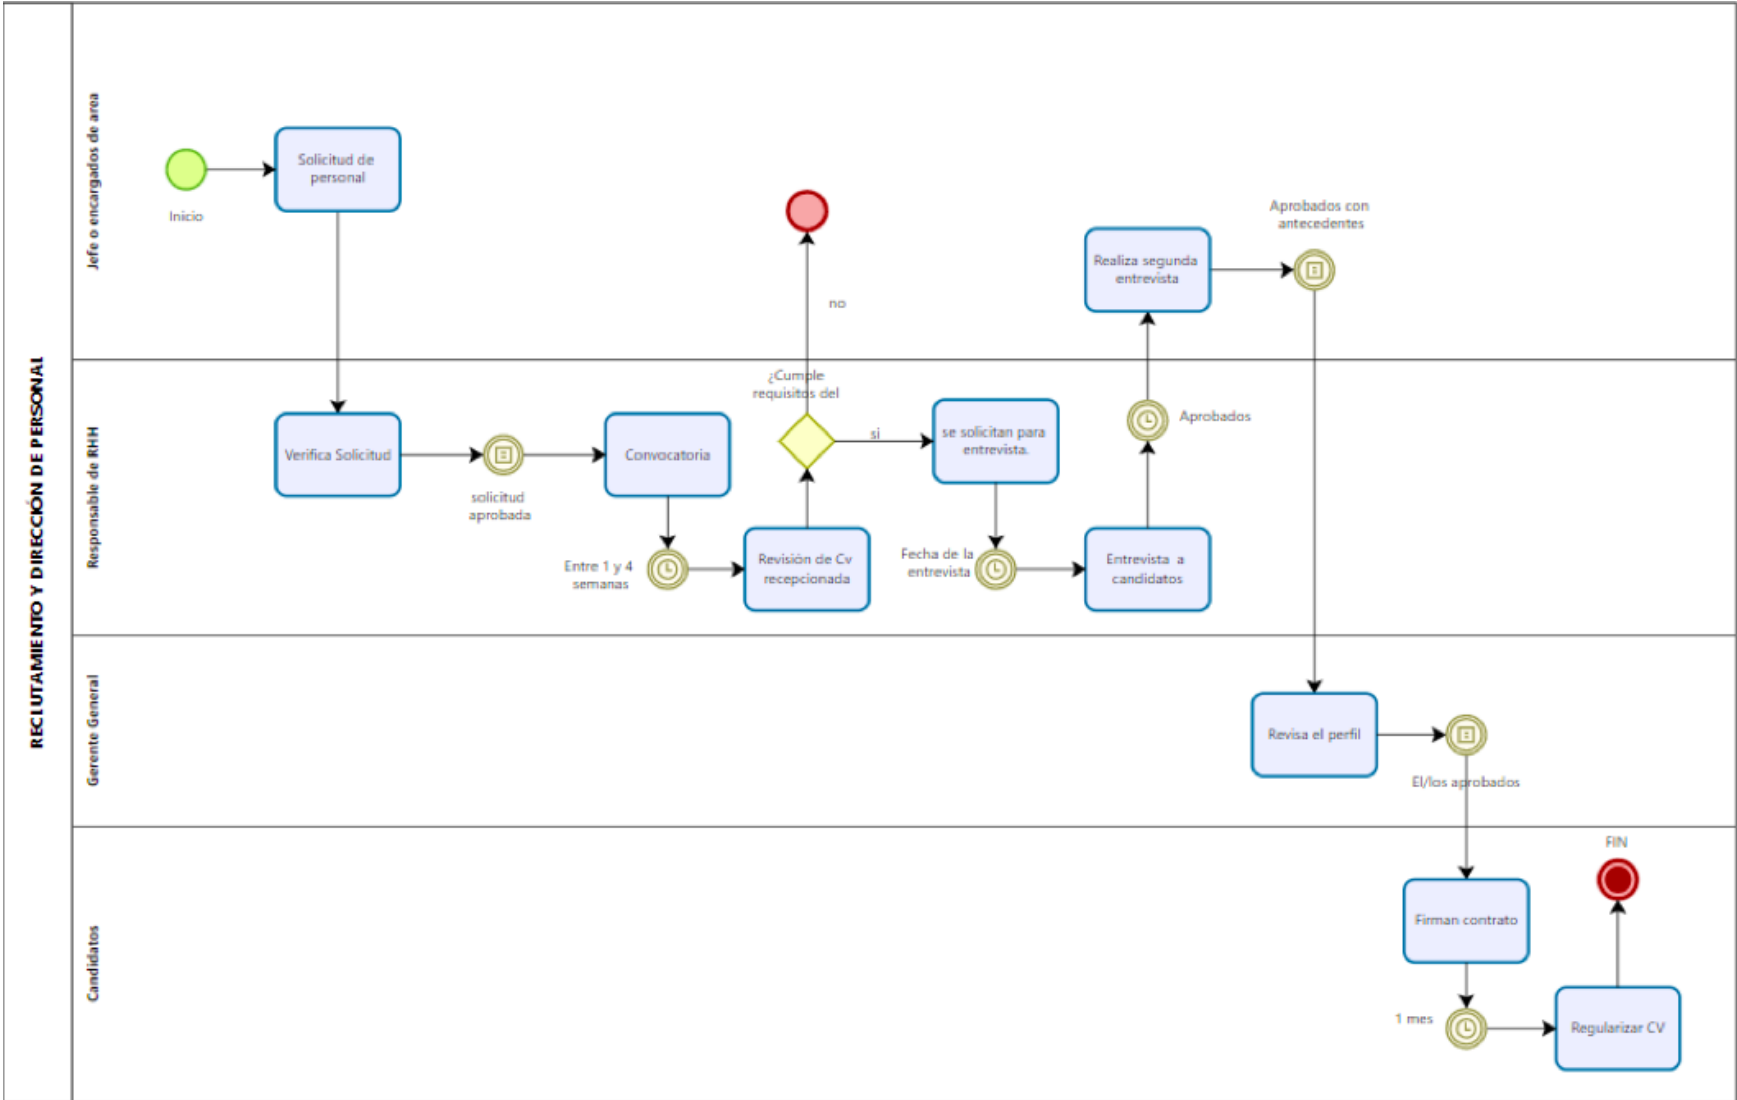 RECLUTAMIENTO Y DIRECCIÓN DE PERSONAL
Jefe o encargados de area
Inicio
Solicitud de
personal
no
Realiza segunda
entrevista
Aprobados con
antecedentes
Responsable de RHH
Verifica Solicitud
solicitud
aprobada
Convocatoria
Entre 1 y 4
semanas
Revisión de Cv
recepcionada
¿Cumple
requisitos del
si
se solicitan para
entrevista.
Fecha de la
entrevista
Entrevista a
candidatos
Aprobados
Gerente General
Revisa el perfil
El/los aprobados
Candidatos
Firman contrato
1 mes
Regularizar CV
FIN